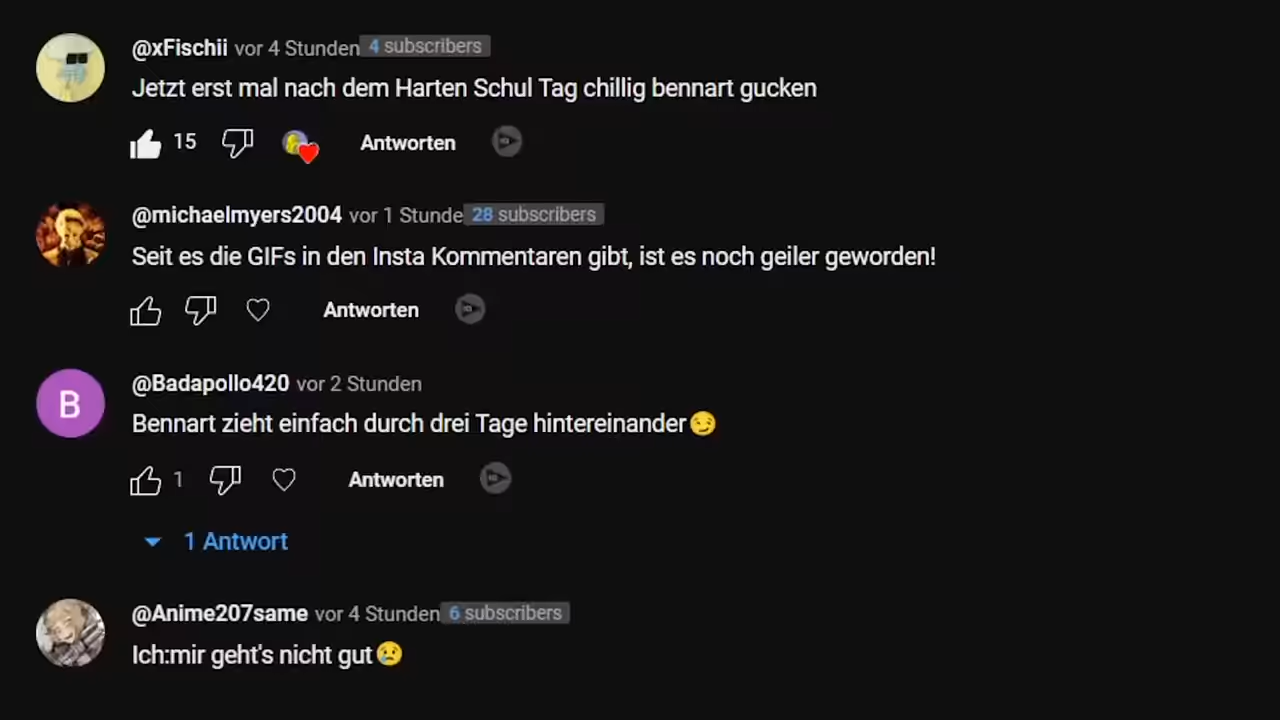 @xFischii vor 4 Stunden 4 subscribers
Jetzt erst mal nach dem Harten Schul Tag chillig bennart gucken
15 Antworten
@michaelmyers2004 vor 1 Stunde 28 subscribers
Seit es die GIFs in den Insta Kommentaren gibt, ist es noch geiler geworden!
Antworten
B
@Badapollo420 vor 2 Stunden
Bennart zieht einfach durch drei Tage hintereinander😏
1 Antworten
1 Antwort
@Anime207same vor 4 Stunden 6 subscribers
Ich:mir geht's nicht gut😢